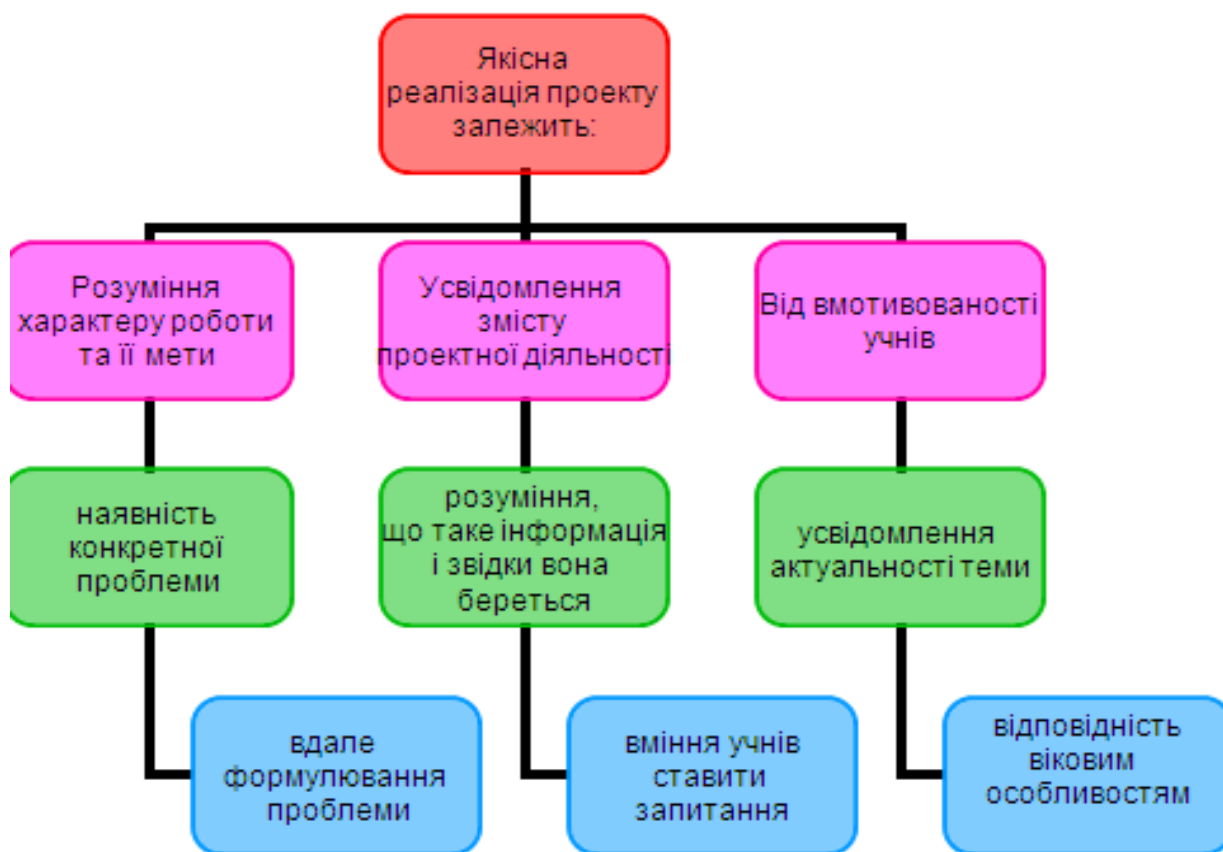 Якісна
реалізація проекту
залежить:
Розуміння
характеру роботи
та її мети
Усвідомлення
змісту
проектної діяльності
Від вмотивованості
учнів
наявність
конкретної
проблеми
розуміння,
що таке інформація
і звідки вона
береться
усвідомлення
актуальності теми
вдале
формулювання
проблеми
вміння учнів
ставити
запитання
відповідність
віковим
особливостям